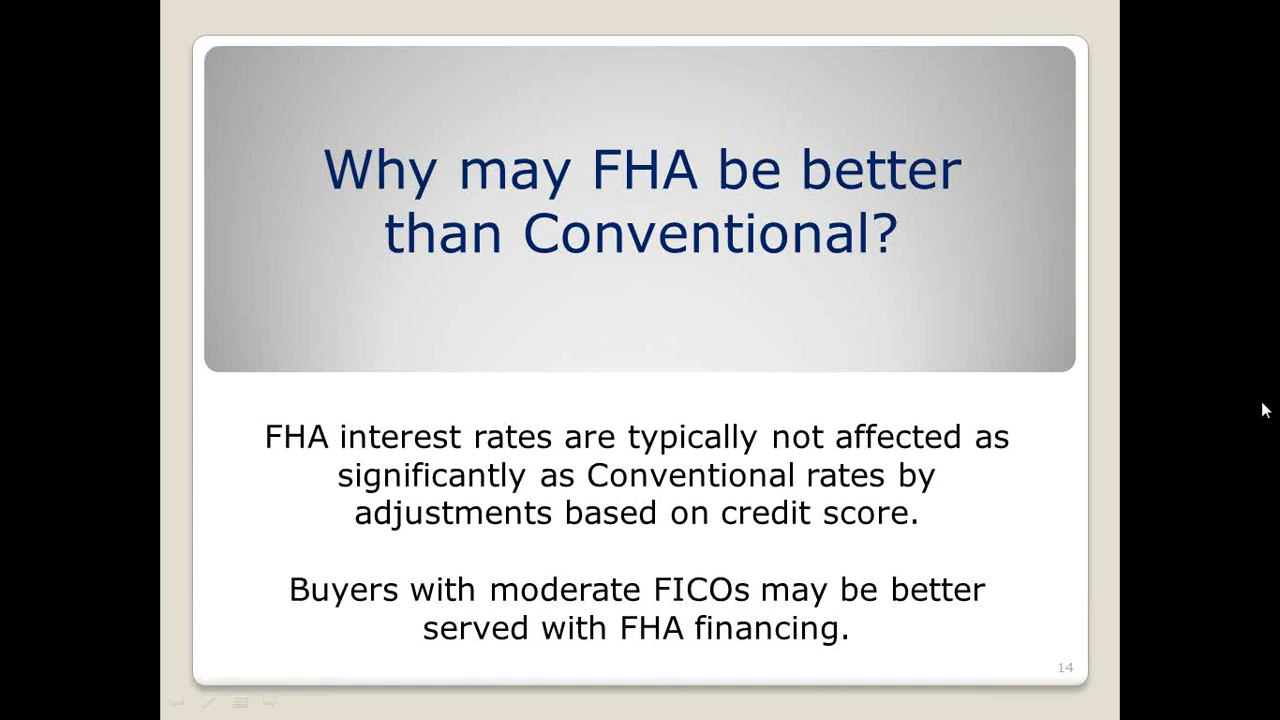 Why may FHA be better
than Conventional?
FHA interest rates are typically not affected as
significantly as Conventional rates by
adjustments based on credit score.
Buyers with moderate FICOs may be better
served with FHA financing.
14